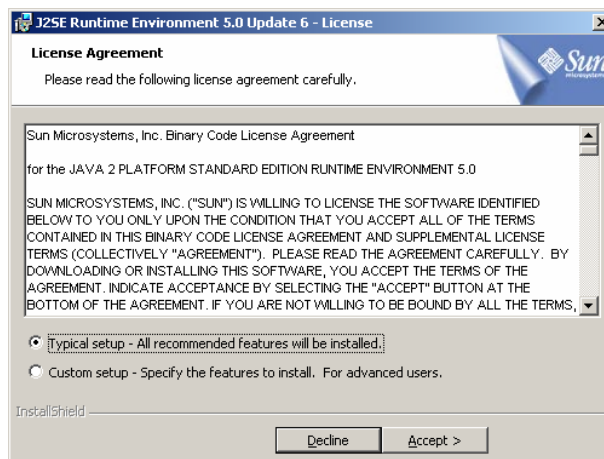 J2SE Runtime Environment 5.0 Update 6 - License
License Agreement
Please read the following license agreement carefully.
Sun
microsystems
Sun Microsystems, Inc. Binary Code License Agreement
for the JAVA 2 PLATFORM STANDARD EDITION RUNTIME ENVIRONMENT 5.0
SUN MICROSYSTEMS, INC. ("SUN") IS WILLING TO LICENSE THE SOFTWARE IDENTIFIED
BELOW TO YOU ONLY UPON THE CONDITION THAT YOU ACCEPT ALL OF THE TERMS
CONTAINED IN THIS BINARY CODE LICENSE AGREEMENT AND SUPPLEMENTAL LICENSE
TERMS (COLLECTIVELY "AGREEMENT"). PLEASE READ THE AGREEMENT CAREFULLY. BY
DOWNLOADING OR INSTALLING THIS SOFTWARE, YOU ACCEPT THE TERMS OF THE
AGREEMENT. INDICATE ACCEPTANCE BY SELECTING THE "ACCEPT" BUTTON AT THE
BOTTOM OF THE AGREEMENT. IF YOU ARE NOT WILLING TO BE BOUND BY ALL THE TERMS,
Typical setup - All recommended features will be installed.
Custom setup - Specify the features to install. For advanced users.
InstallShield
Decline
Accept >